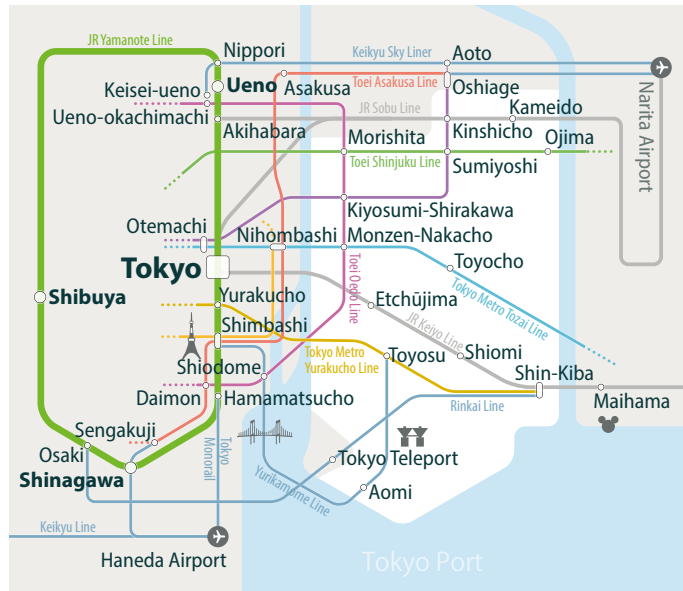 JR Yamanote Line
Nippori
Keikyu Sky Liner
Aoto
Keisei-ueno
Ueno
Asakusa
Toei Asakusa Line
Oshiage
Narita Airport
Ueno-okachimachi
JR Sobu Line
Kameido
Akihabara
Morishita
Kinshicho
Ojima
Toei Shinjuku Line
Sumiyoshi
Kiyosumi-Shirakawa
Otemachi
Nihombashi
Monzen-Nakacho
Tokyo
Toyocho
Toei Oepo Line
Tokyo Metro Tozai Line
Shibuya
Yurakucho
Etchūjima
Shimbashi
JR Keiyo Line
Tokyo Metro
Yurakucho Line
Toyosu
Shiomi
Shiodome
Shin-Kiba
Daimon
Hamamatsucho
Rinkai Line
Maihama
Sengakuji
Osaki
Tokyo
Monorail
Shinagawa
Tokyo Teleport
Yurikamome Line
Aomi
Keikyu Line
Haneda Airport
Tokyo Port